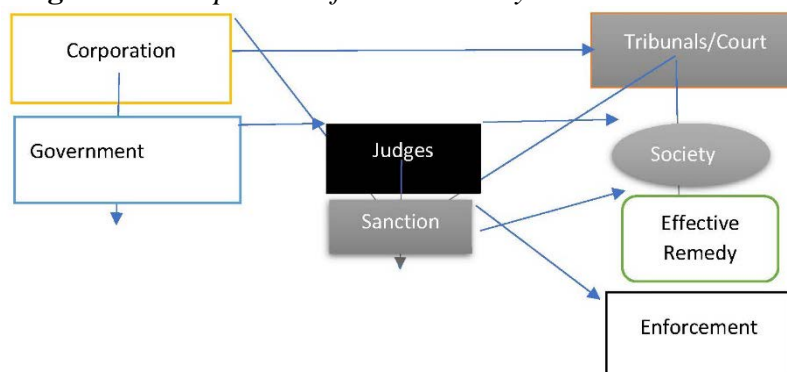 Corporation
Tribunals/Court
Government
Judges
Society
Sanction
Effective
Remedy
Enforcement